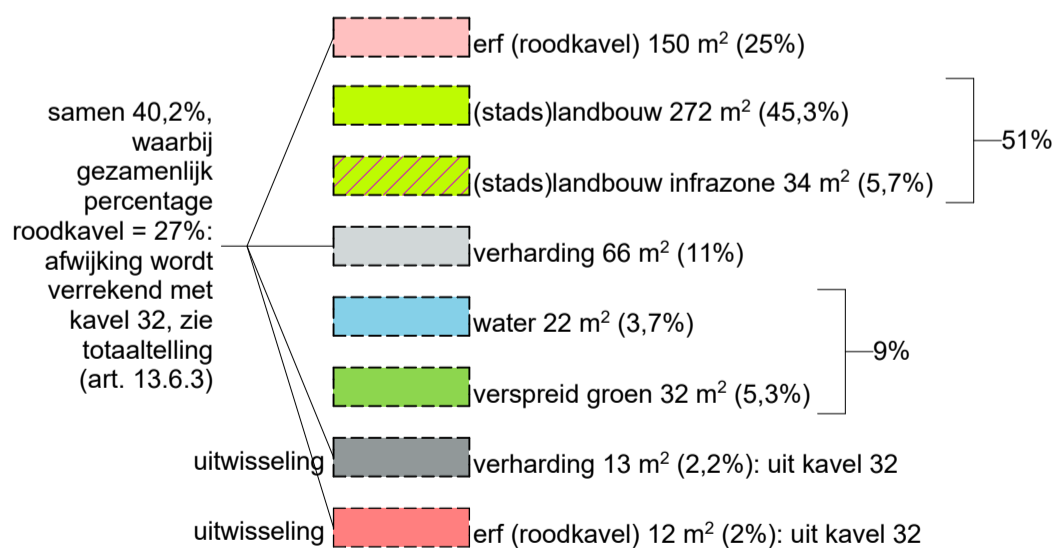 samen 40,2%,
waarbij
gezamenlijk
percentage
roodkavel = 27%:
afwijking wordt
verrekend met
kavel 32, zie
totaaltelling
(art. 13.6.3)
erf (roodkavel) 150 m² (25%)
(stads)landbouw 272 m² (45,3%)
(stads)landbouw infrazone 34 m² (5,7%)
51%
verharding 66 m² (11%)
water 22 m² (3,7%)
verspreid groen 32 m² (5,3%)
9%
uitwisseling verharding 13 m² (2,2%): uit kavel 32
uitwisseling erf (roodkavel) 12 m² (2%): uit kavel 32